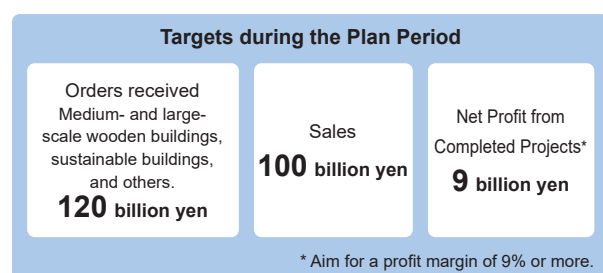 Targets during the Plan Period
Orders received
Medium- and large-
scale wooden buildings,
sustainable buildings,
and others.
120 billion yen
Sales
100 billion yen
Net Profit from
Completed Projects*
9 billion yen
* Aim for a profit margin of 9% or more.